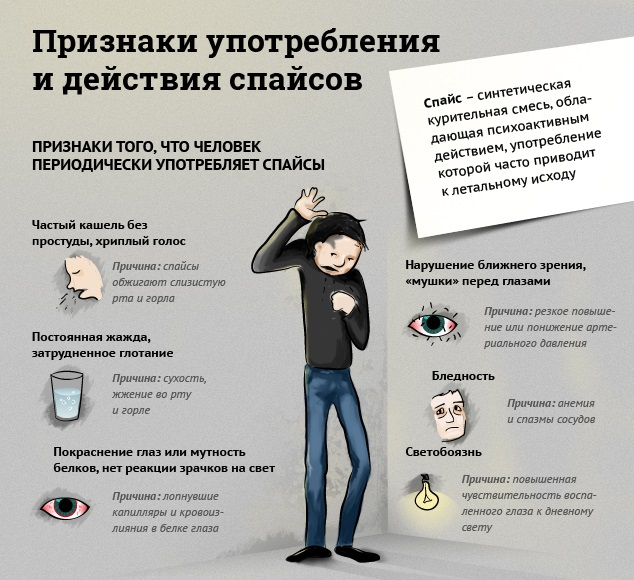 Признаки употребления
и действия спайсов
Спайс – синтетическая
курительная смесь, обла-
дающая психоактивным
действием, употребление
которой часто приводит
к летальному исходу
ПРИЗНАКИ ТОГО, ЧТО ЧЕЛОВЕК
ПЕРИОДИЧЕСКИ УПОТРЕБЛЯЕТ СПАЙСЫ
Частый кашель без
простуды, хриплый голос
Причина: спайсы
обжигают слизистую
рта и горла
Постоянная жажда,
затрудненное глотание
Причина: сухость,
жжение во рту
и горле
Покраснение глаз или мутность
белков, нет реакции зрачков на свет
Причина: лопнувшие
капилляры и кровоиз-
лияния в белке глаза
Нарушение ближнего зрения,
«мушки» перед глазами
Причина: резкое повыше-
ние или понижение арте-
риального давления
Бледность
Причина: анемия
и спазмы сосудов
Светобоязнь
Причина: повышенная
чувствительность воспа-
ленного глаза к дневному
свету